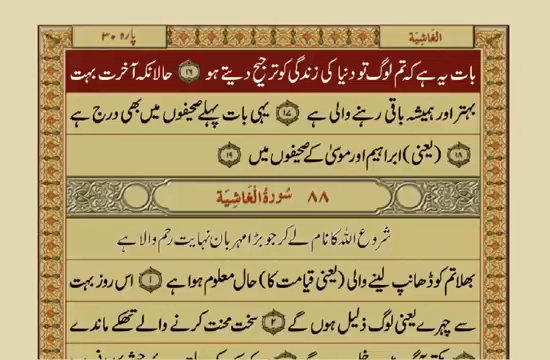 الغاشیة پارہ ۳۰
بات یہ ہے کہ تم لوگ تو دنیا کی زندگی کو ترجیح دیتے ہو ۱۶ حالانکہ آخرت بہت
بہتر اور ہمیشہ باقی رہنے والی ہے ۱۷ یہی بات پہلے صحیفوں میں بھی درج ہے
۱۸ (یعنی) ابراہیم اور موسیٰ کے صحیفوں میں ۱۹
۸۸ سُورَةُ الْغَاشِيَة
شروع اللہ کا نام لے کر جو بڑا مہربان نہایت رحم والا ہے
بھلا تم کو ڈھانپ لینے والی (یعنی قیامت کا) حال معلوم ہوا ہے ۱ اس روز بہت
سے چہرے یعنی لوگ ذلیل ہوں گے ۲ سخت محنت کرنے والے تھکے ماندے